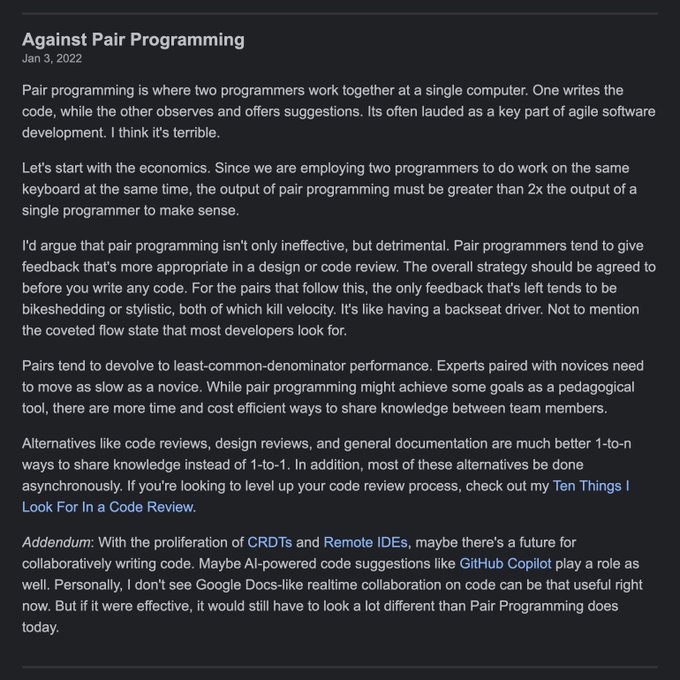 Against Pair Programming
Jan 3, 2022
Pair programming is where two programmers work together at a single computer. One writes the
code, while the other observes and offers suggestions. Its often lauded as a key part of agile software
development. I think it's terrible.
Let's start with the economics. Since we are employing two programmers to do work on the same
keyboard at the same time, the output of pair programming must be greater than 2x the output of a
single programmer to make sense.
I'd argue that pair programming isn't only ineffective, but detrimental. Pair programmers tend to give
feedback that's more appropriate in a design or code review. The overall strategy should be agreed to
before you write any code. For the pairs that follow this, the only feedback that's left tends to be
bikeshedding or stylistic, both of which kill velocity. It's like having a backseat driver. Not to mention
the coveted flow state that most developers look for.
Pairs tend to devolve to least-common-denominator performance. Experts paired with novices need
to move as slow as a novice. While pair programming might achieve some goals as a pedagogical
tool, there are more time and cost efficient ways to share knowledge between team members.
Alternatives like code reviews, design reviews, and general documentation are much better 1-to-n
ways to share knowledge instead of 1-to-1. In addition, most of these alternatives be done
asynchronously. If you're looking to level up your code review process, check out my Ten Things I
Look For In a Code Review.
Addendum: With the proliferation of CRDTs and Remote IDEs, maybe there's a future for
collaboratively writing code. Maybe AI-powered code suggestions like GitHub Copilot play a role as
well. Personally, I don't see Google Docs-like realtime collaboration on code can be that useful right
now. But if it were effective, it would still have to look a lot different than Pair Programming does
today.